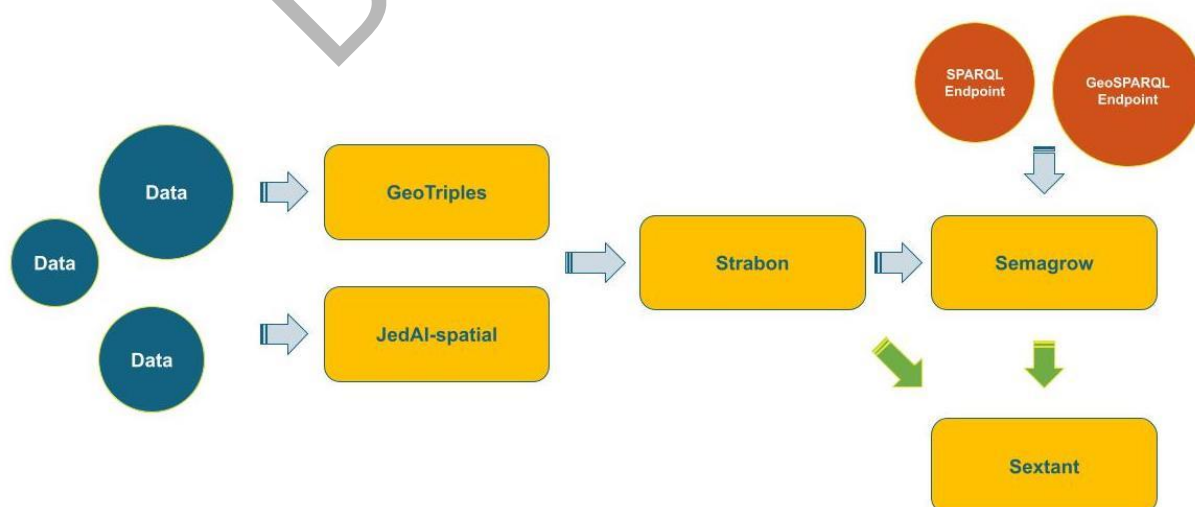 SPARQL
Endpoint
GeoSPARQL
Endpoint
Data
GeoTriples
Data
Strabon
Semagrow
Data
JedAI-spatial
Sextant